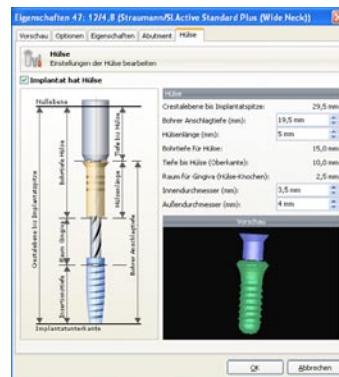 Eigenschaften 47: 12/4,8 (Straumann/SLActive Standard Plus (Wide Neck))
Vorschau
Optionen
Eigenschaften
Abutment
Hülse
Hülse
Einstellungen der Hülse bearbeiten
Implantat hat Hülse
Nullebene
Crestalebene bis Implantatspitze
Bohrtiefe Hülse
Tiefe bis Hülse
Hülsenlänge
Raum Gingiva
Bohrer Anschlagtiefe
Insertionstiefe
Implantatunterkante
Hülse
Crestalebene bis Implantatspitze: 29,5 mm
Bohrer Anschlagtiefe (mm): 19,5 mm
Hülsenlänge (mm): 5 mm
Bohrtiefe für Hülse: 15,0 mm
Tiefe bis Hülse (Oberkante): 10,0 mm
Raum für Gingiva (Hülse-Knochen): 2,5 mm
Innendurchmesser (mm): 3,5 mm
Außendurchmesser (mm): 4 mm
Vorschau
OK
Abbrechen